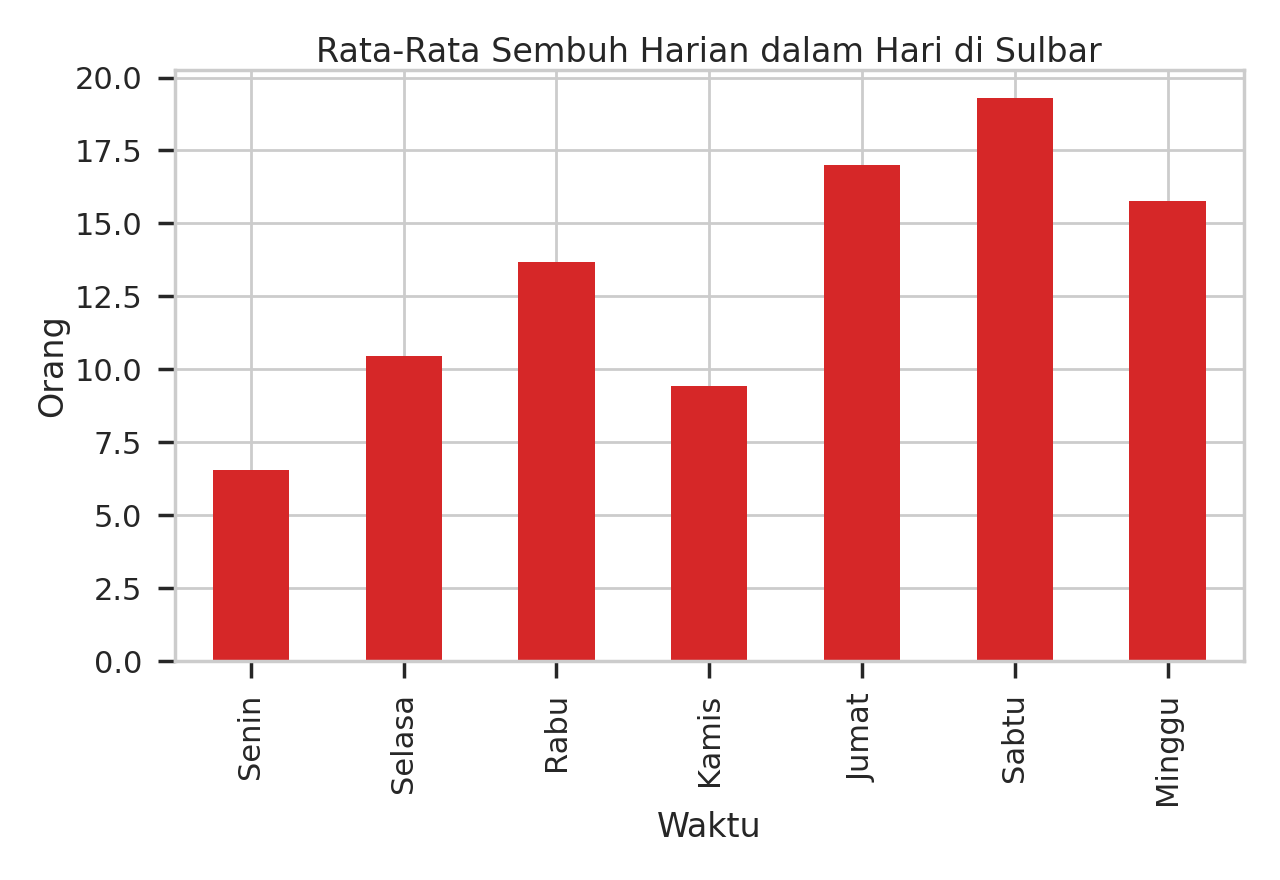 Rata-Rata Sembuh Harian dalam Hari di Sulbar
20.0
17.5
15.0
12.5
10.0
7.5
5.0
2.5
0.0
Orang
Senin
Selasa
Rabu
Kamis
Jumat
Sabtu
Minggu
Waktu